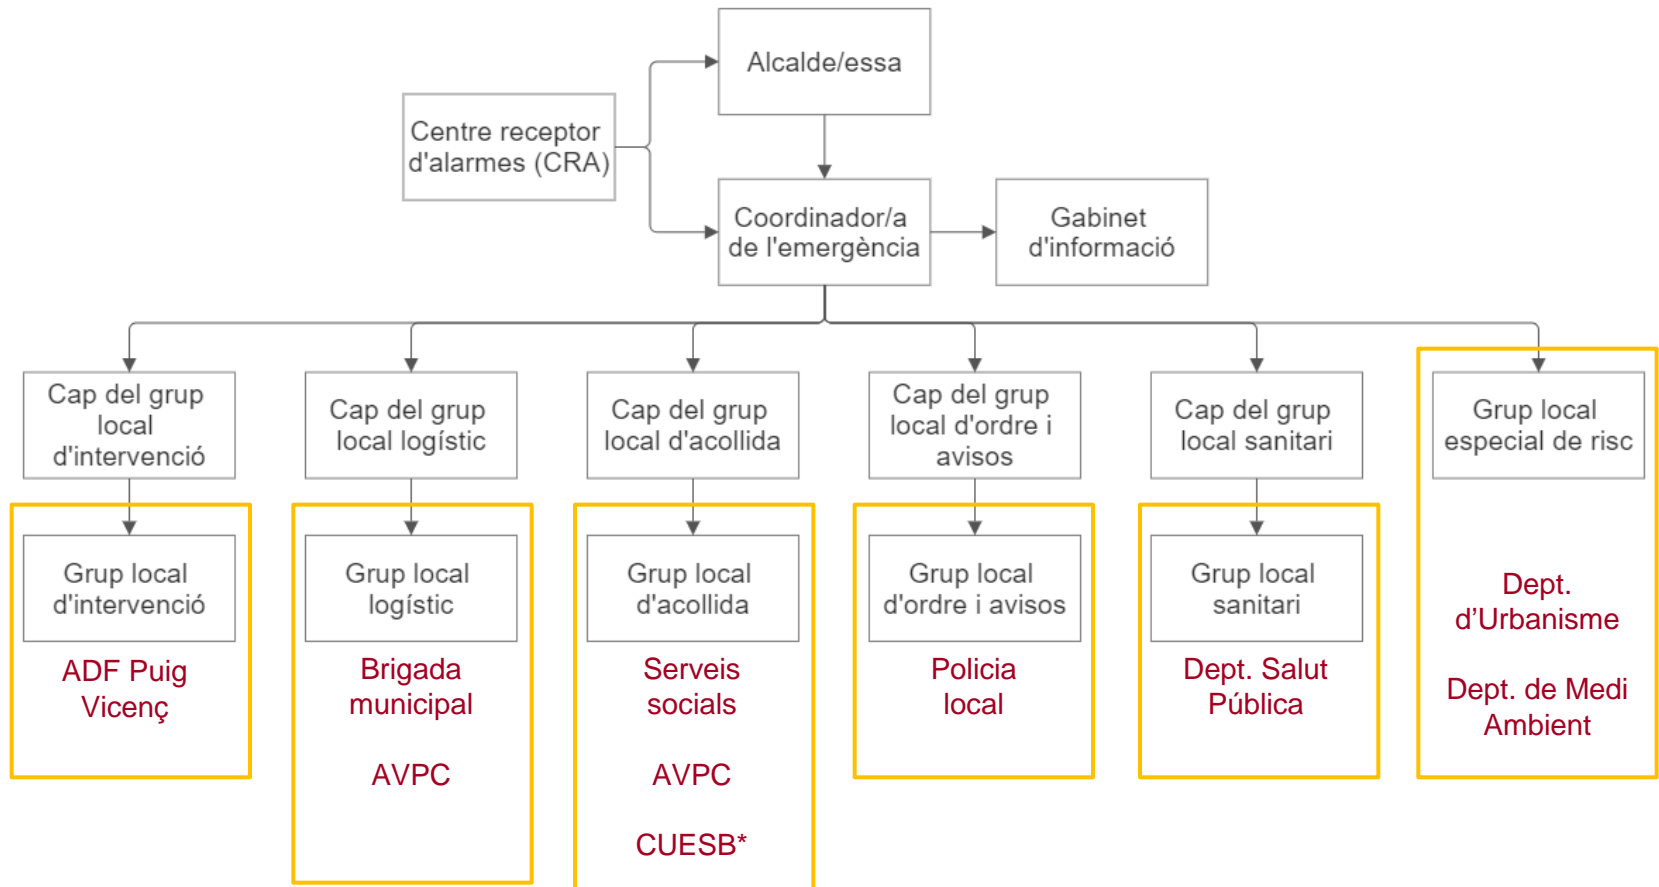 Alcalde/essa
Centre receptor
d'alarmes (CRA)
Coordinador/a
de l'emergència
Gabinet
d'informació
Cap del grup
local
d'intervenció
Cap del grup
local logístic
Cap del grup
local d'acollida
Cap del grup
local d'ordre i
avisos
Cap del grup
local sanitari
Grup local
especial de risc
Grup local
d'intervenció
Grup local
logístic
Grup local
d'acollida
Grup local
d'ordre i avisos
Grup local
sanitari
ADF Puig
Vicenç
Brigada
municipal
AVPC
Serveis
socials
AVPC
CUESB*
Policia
local
Dept. Salut
Pública
Dept.
d’Urbanisme
Dept. de Medi
Ambient